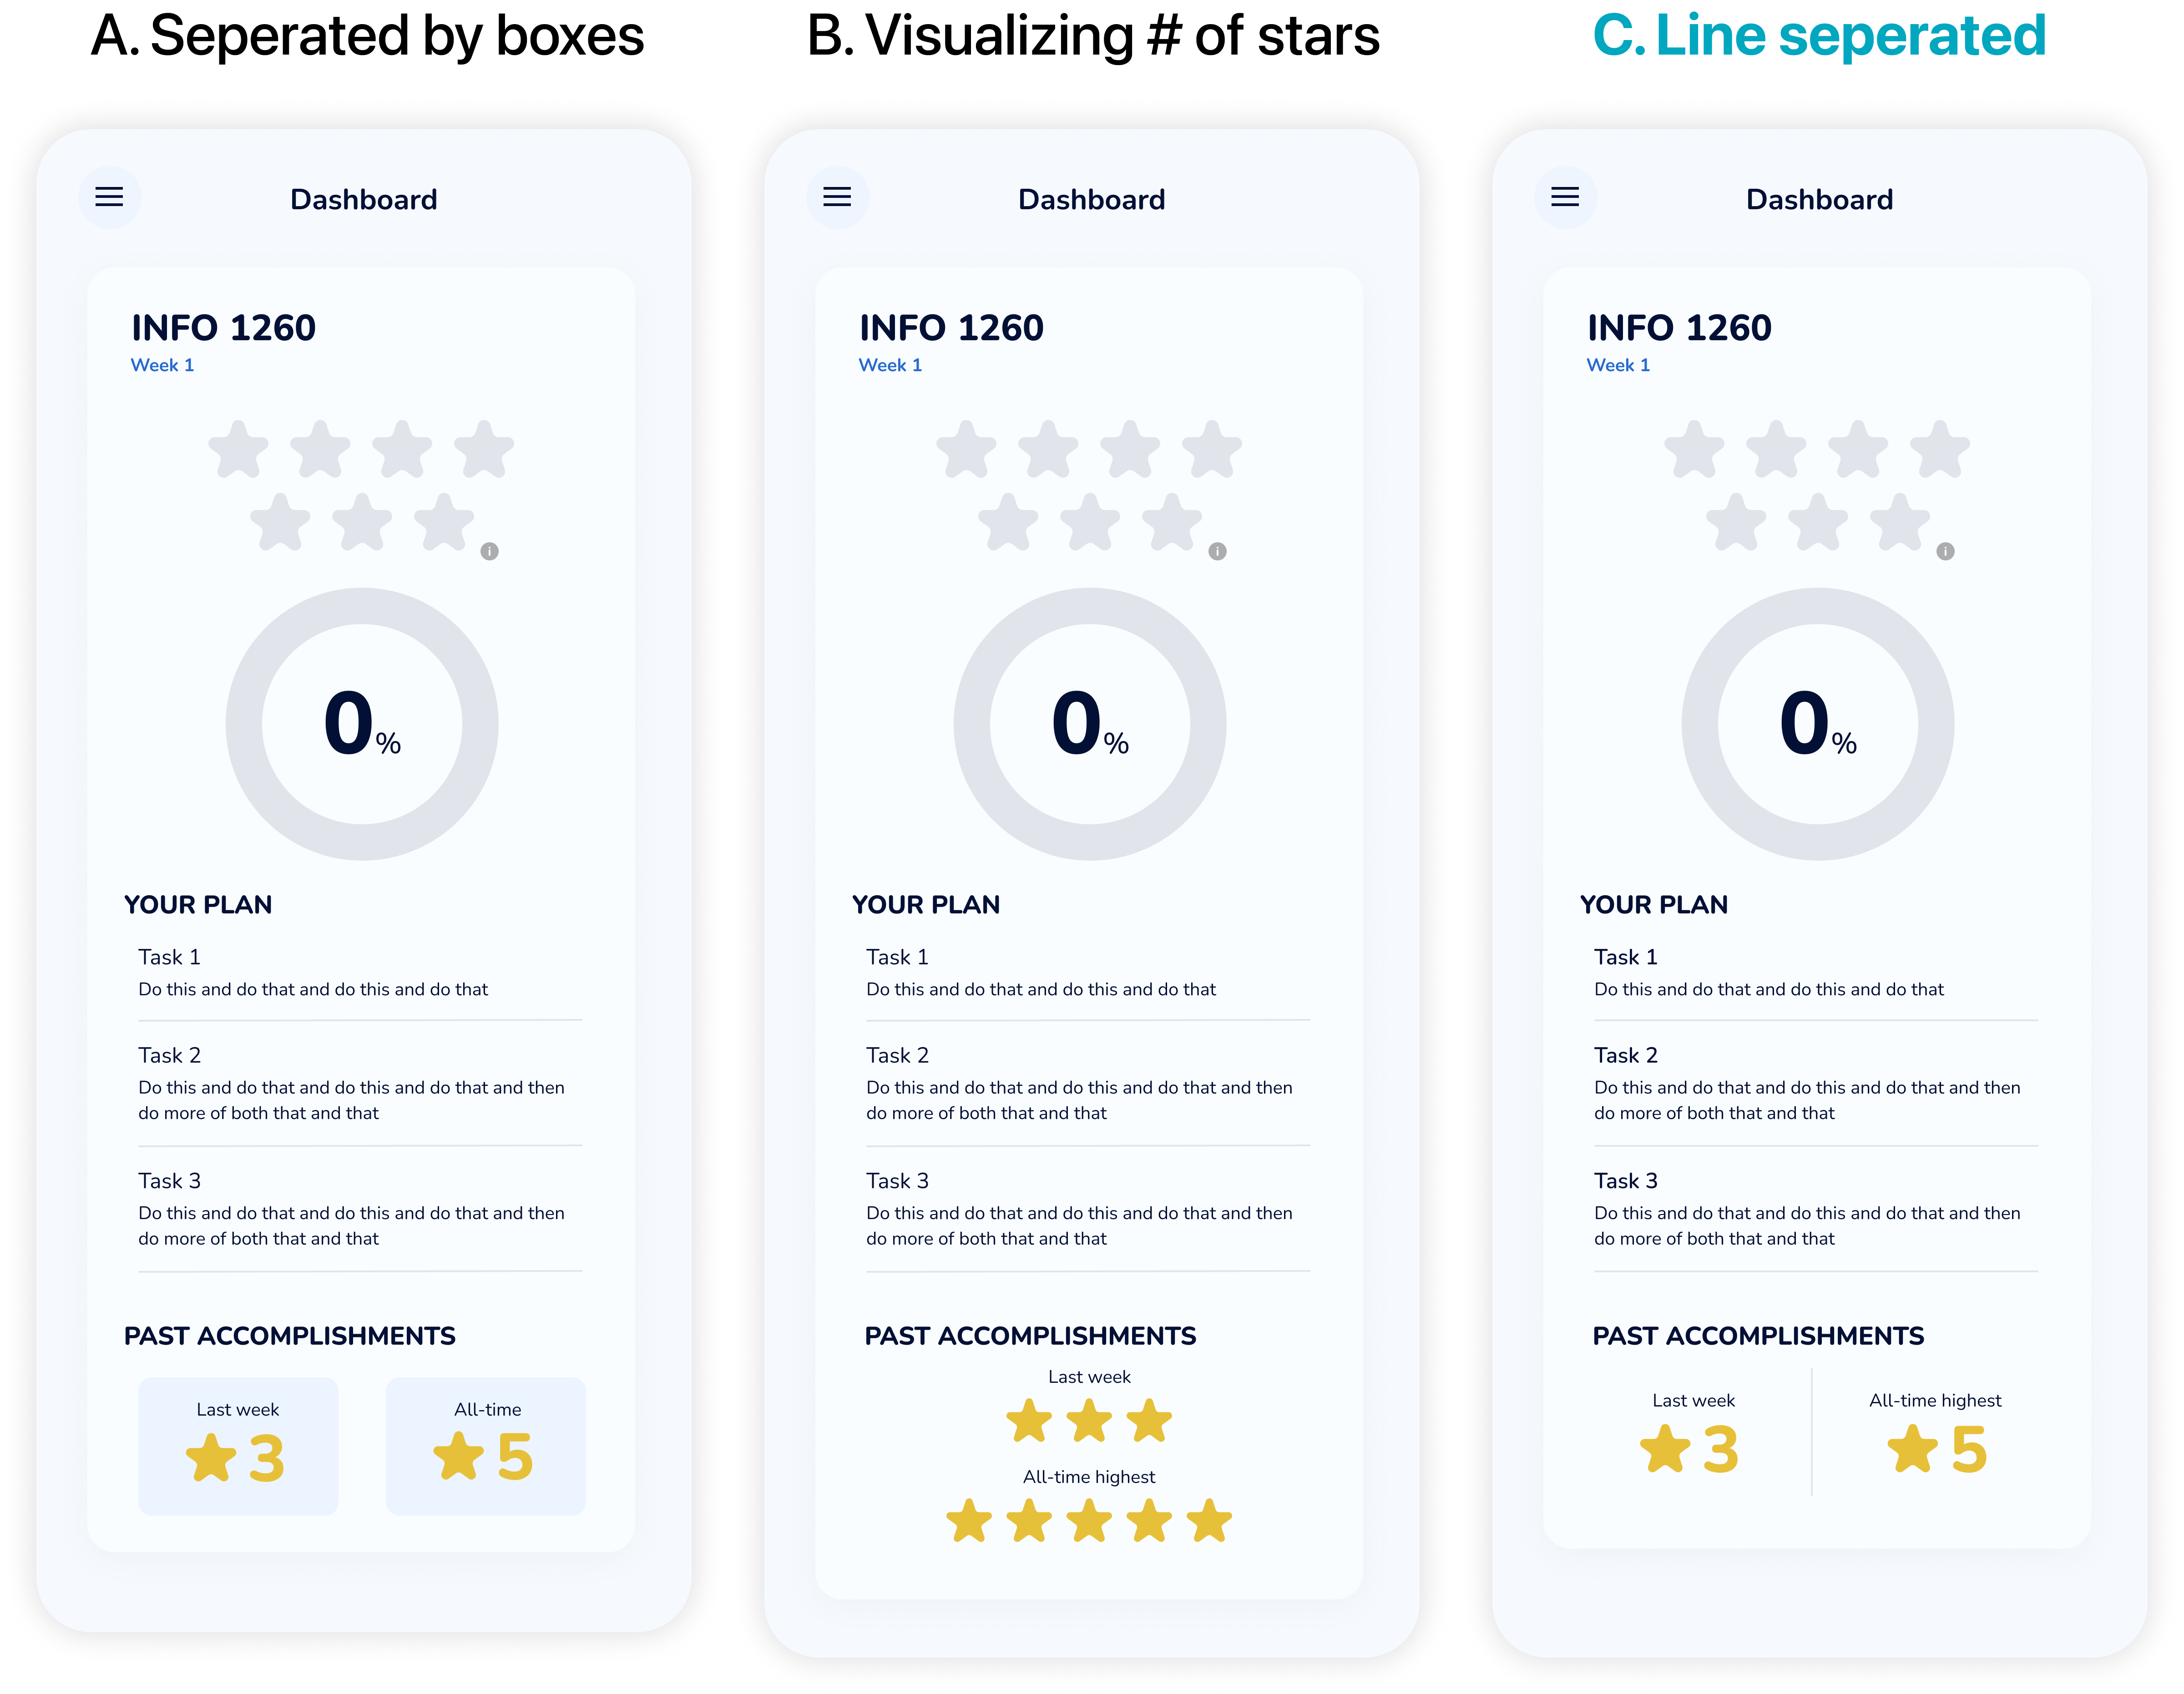 A. Seperated by boxes
Dashboard
INFO 1260
Week 1
i
0%
YOUR PLAN
Task 1
Do this and do that and do this and do that
Task 2
Do this and do that and do this and do that and then
do more of both that and that
Task 3
Do this and do that and do this and do that and then
do more of both that and that
PAST ACCOMPLISHMENTS
Last week
3
All-time
5
B. Visualizing # of stars
Dashboard
INFO 1260
Week 1
i
0%
YOUR PLAN
Task 1
Do this and do that and do this and do that
Task 2
Do this and do that and do this and do that and then
do more of both that and that
Task 3
Do this and do that and do this and do that and then
do more of both that and that
PAST ACCOMPLISHMENTS
Last week
All-time highest
C. Line seperated
Dashboard
INFO 1260
Week 1
i
0%
YOUR PLAN
Task 1
Do this and do that and do this and do that
Task 2
Do this and do that and do this and do that and then
do more of both that and that
Task 3
Do this and do that and do this and do that and then
do more of both that and that
PAST ACCOMPLISHMENTS
Last week
3
All-time highest
5